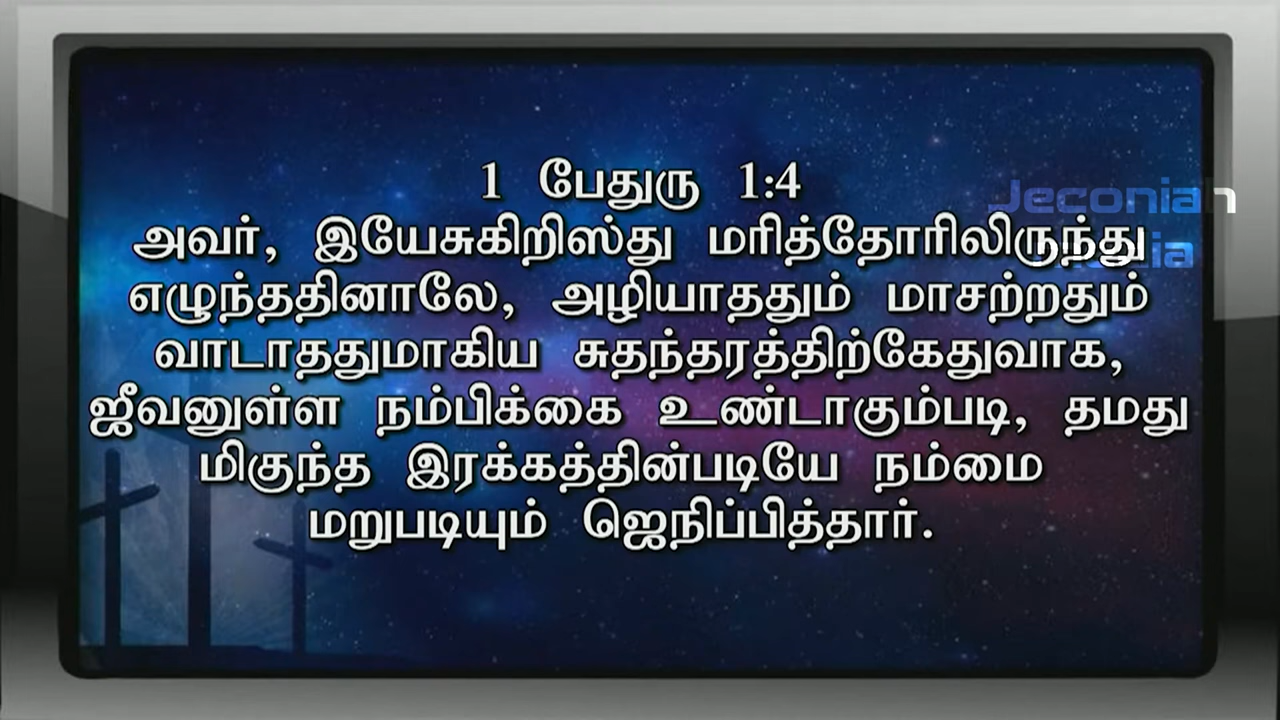 1 பேதுரு 1:4
Jeconiah
அவர், இயேசுகிறிஸ்து மரித்தோரிலிருந்து
எழுந்ததினாலே, அழியாததும் மாசற்றதும்
வாடாததுமாகிய சுதந்தரத்திற்கேதுவாக,
ஜீவனுள்ள நம்பிக்கை உண்டாகும்படி, தமது
மிகுந்த இரக்கத்தின்படியே நம்மை
மறுபடியும் ஜெநிப்பித்தார்.